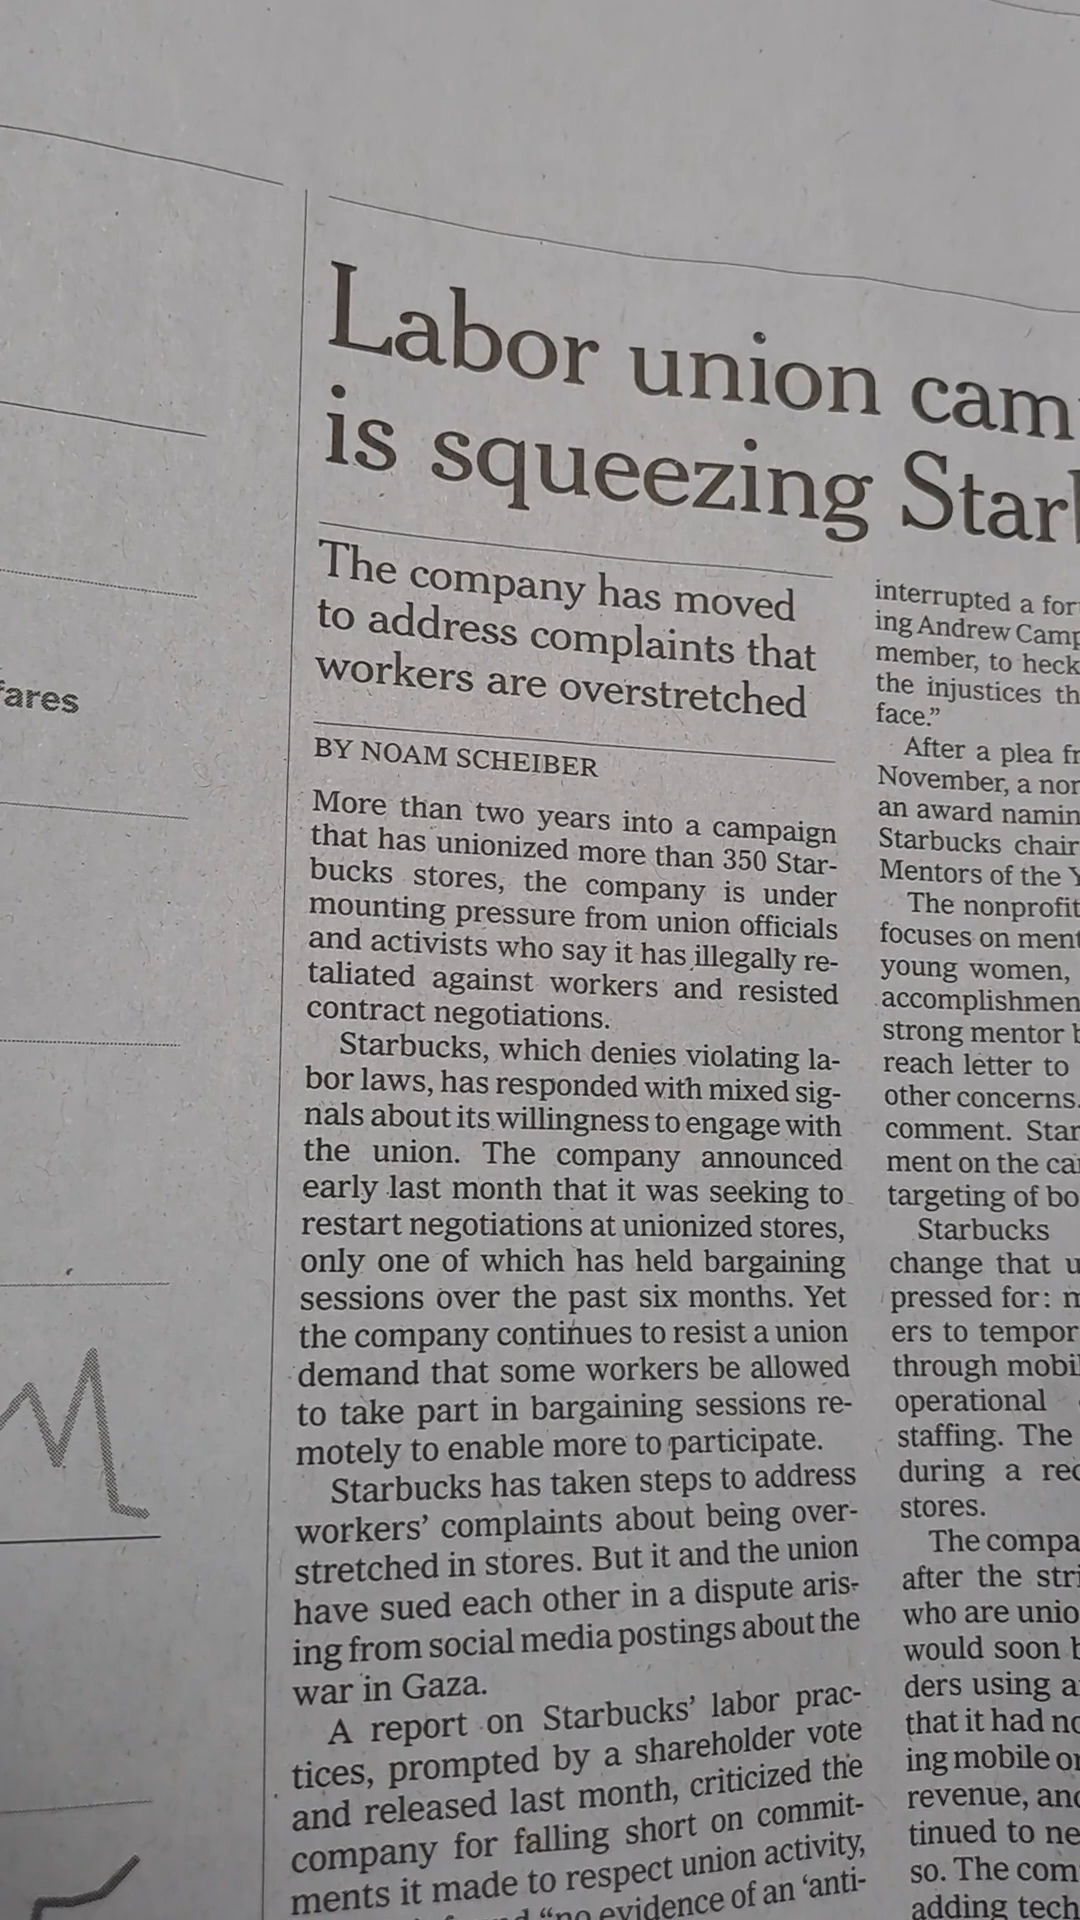 fares
Labor union cam
is squeezing Star
The company has moved
to address complaints that
workers are overstretched
BY NOAM SCHEIBER
More than two years into a campaign
that has unionized more than 350 Star-
bucks stores, the company is under
mounting pressure from union officials
and activists who say it has illegally re-
taliated against workers and resisted
contract negotiations.
Starbucks, which denies violating la-
bor laws, has responded with mixed sig-
nals about its willingness to engage with
the union. The company announced
early last month that it was seeking to
restart negotiations at unionized stores,
only one of which has held bargaining
sessions over the past six months. Yet
the company continues to resist a union
demand that some workers be allowed
to take part in bargaining sessions re-
motely to enable more to participate.
Starbucks has taken steps to address
workers’ complaints about being over-
stretched in stores. But it and the union
have sued each other in a dispute aris-
ing from social media postings about the
war in Gaza.
A report on Starbucks’ labor prac-
tices, prompted by a shareholder vote
and released last month, criticized the
company for falling short on commit-
ments it made to respect union activity,
“no evidence of an ‘anti-
interrupted a for
ing Andrew Camp
member, to heck
the injustices th
face.”
After a plea fr
November, a nor
an award namin
Starbucks chair
Mentors of the Y
The nonprofit
focuses on ment
young women,
accomplishmen
strong mentor b
reach letter to
other concerns.
comment. Star
ment on the ca
targeting of bo
Starbucks
change that u
pressed for: m
ers to tempor
through mobil
operational
staffing. The
during a rec
stores.
The compa
after the stri
who are unio
would soon b
ders using a
that it had no
ing mobile or
revenue, and
tinued to ne
so. The com
adding tech